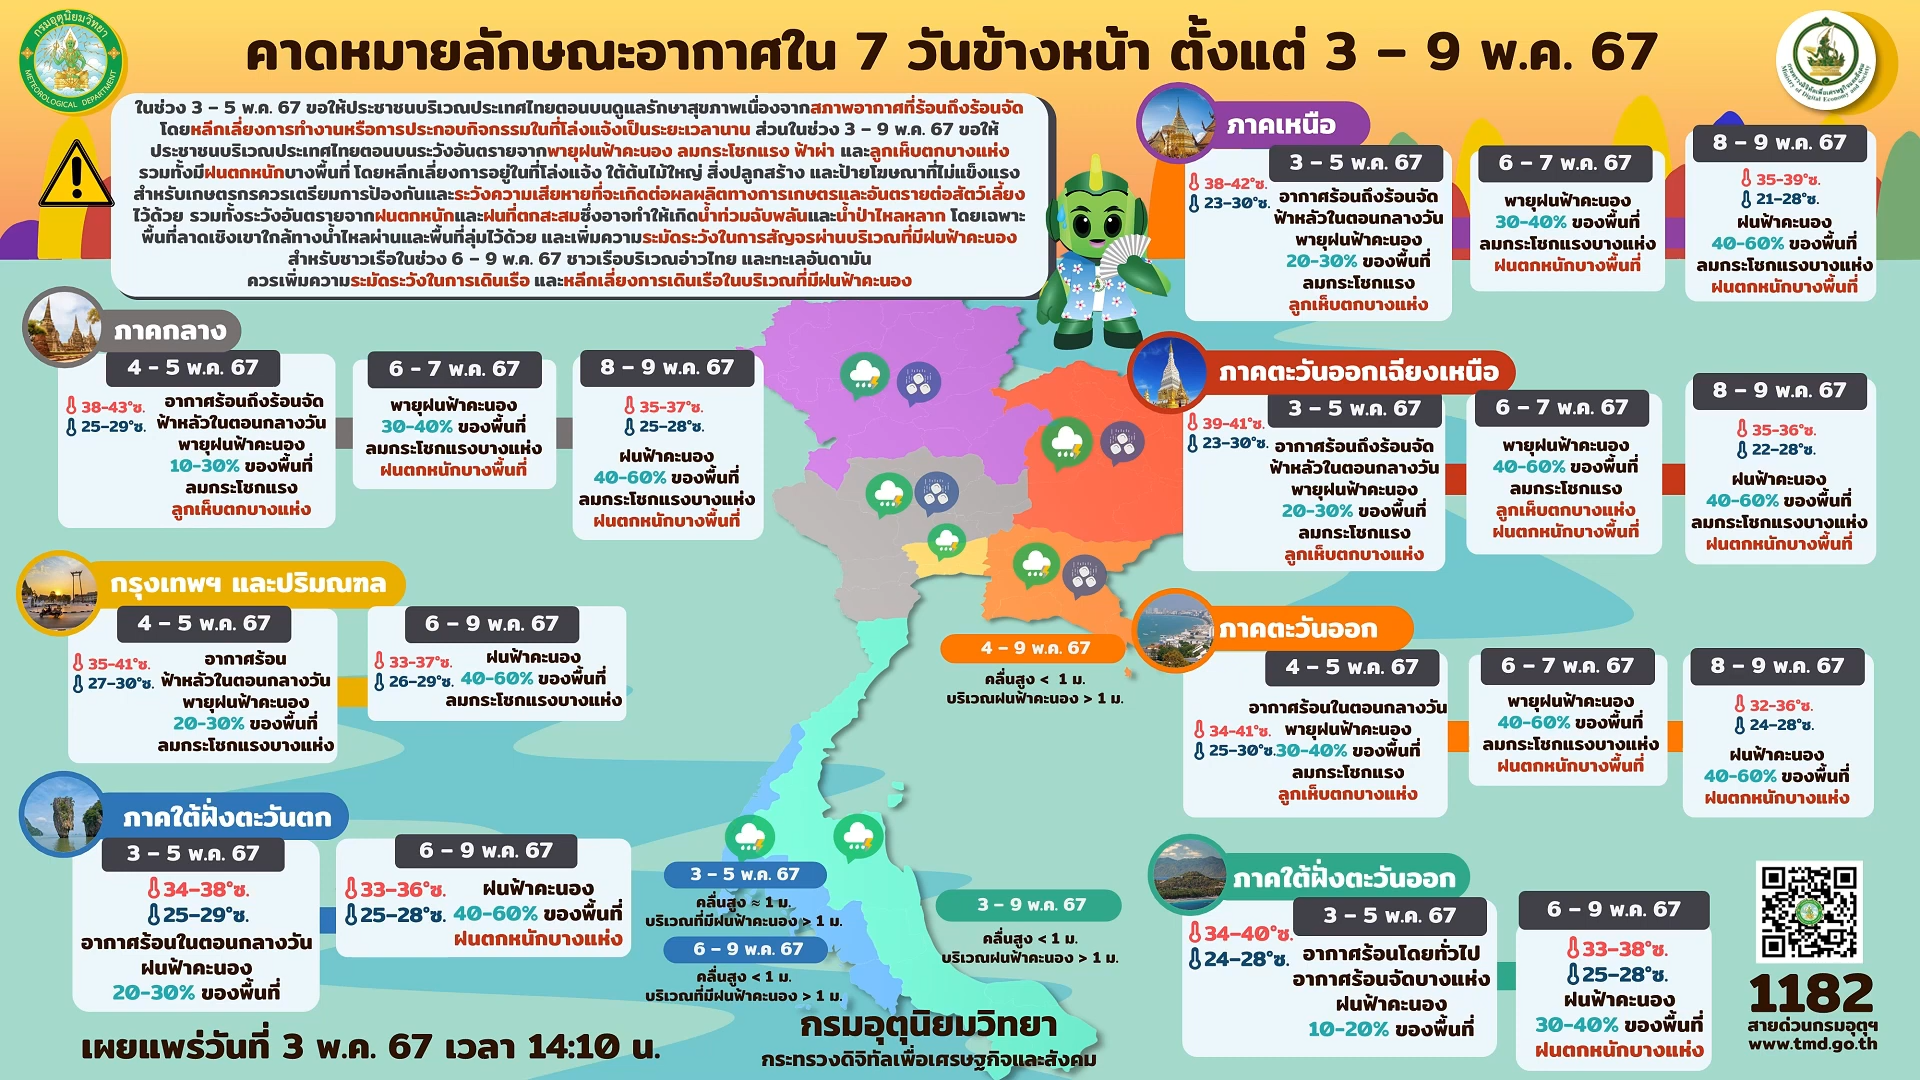 คาดหมายลักษณะอากาศใน 7 วันข้างหน้า ตั้งแต่ 3 – 9 พ.ค. 67
กรมอุตุนิยมวิทยา
METEOROLOGICAL DEPARTMENT
Ministry of Digital Economy and Society
ในช่วง 3 – 5 พ.ค. 67 ขอให้ประชาชนบริเวณประเทศไทยตอนบนดูแลรักษาสุขภาพเนื่องจากสภาพอากาศที่ร้อนถึงร้อนจัด
โดยหลีกเลี่ยงการทำงานหรือการประกอบกิจกรรมในที่โล่งแจ้งเป็นระยะเวลานาน ส่วนในช่วง 3 – 9 พ.ค. 67 ขอให้
ประชาชนบริเวณประเทศไทยตอนบนระวังอันตรายจากพายุฝนฟ้าคะนอง ลมกระโชกแรง ฟ้าผ่า และลูกเห็บตกบางแห่ง
รวมทั้งมีฝนตกหนักบางพื้นที่ โดยหลีกเลี่ยงการอยู่ในที่โล่งแจ้ง ใต้ต้นไม้ใหญ่ สิ่งปลูกสร้าง และป้ายโฆษณาที่ไม่แข็งแรง
สำหรับเกษตรกรควรเตรียมการป้องกันและระวังความเสียหายที่จะเกิดต่อผลผลิตทางการเกษตรและอันตรายต่อสัตว์เลี้ยง
ไว้ด้วย รวมทั้งระวังอันตรายจากฝนตกหนักและฝนที่ตกสะสมซึ่งอาจทำให้เกิดน้ำท่วมฉับพลันและน้ำป่าไหลหลาก โดยเฉพาะ
พื้นที่ลาดเชิงเขาใกล้ทางน้ำไหลผ่านและพื้นที่ลุ่มไว้ด้วย และเพิ่มความระมัดระวังในการสัญจรผ่านบริเวณที่มีฝนฟ้าคะนอง
สำหรับชาวเรือในช่วง 6 – 9 พ.ค. 67 ชาวเรือบริเวณอ่าวไทย และทะเลอันดามัน
ควรเพิ่มความระมัดระวังในการเดินเรือ และหลีกเลี่ยงการเดินเรือในบริเวณที่มีฝนฟ้าคะนอง
ภาคเหนือ
3 – 5 พ.ค. 67
38-42°ซ.
23-30°ซ.
อากาศร้อนถึงร้อนจัด
ฟ้าหลัวในตอนกลางวัน
พายุฝนฟ้าคะนอง
20-30% ของพื้นที่
ลมกระโชกแรง
ลูกเห็บตกบางแห่ง
6 – 7 พ.ค. 67
พายุฝนฟ้าคะนอง
30-40% ของพื้นที่
ลมกระโชกแรงบางแห่ง
ฝนตกหนักบางพื้นที่
8 – 9 พ.ค. 67
35-39°ซ.
21-28°ซ.
ฝนฟ้าคะนอง
40-60% ของพื้นที่
ลมกระโชกแรงบางแห่ง
ฝนตกหนักบางพื้นที่
ภาคกลาง
4 - 5 พ.ค. 67
38-43°ซ.
25-29°ซ.
อากาศร้อนถึงร้อนจัด
ฟ้าหลัวในตอนกลางวัน
พายุฝนฟ้าคะนอง
10-30% ของพื้นที่
ลมกระโชกแรง
ลูกเห็บตกบางแห่ง
6 - 7 พ.ค. 67
พายุฝนฟ้าคะนอง
30-40% ของพื้นที่
ลมกระโชกแรงบางแห่ง
ฝนตกหนักบางพื้นที่
8 – 9 พ.ค. 67
35-37°ซ.
25-28°ซ.
ฝนฟ้าคะนอง
40-60% ของพื้นที่
ลมกระโชกแรงบางแห่ง
ฝนตกหนักบางพื้นที่
ภาคตะวันออกเฉียงเหนือ
3 – 5 พ.ค. 67
39-41°ซ.
23-30°ซ.
อากาศร้อนถึงร้อนจัด
ฟ้าหลัวในตอนกลางวัน
พายุฝนฟ้าคะนอง
20-30% ของพื้นที่
ลมกระโชกแรง
ลูกเห็บตกบางแห่ง
6 – 7 พ.ค. 67
พายุฝนฟ้าคะนอง
40-60% ของพื้นที่
ลมกระโชกแรง
ลูกเห็บตกบางแห่ง
ฝนตกหนักบางพื้นที่
8 – 9 พ.ค. 67
35-36°ซ.
22-28°ซ.
ฝนฟ้าคะนอง
40-60% ของพื้นที่
ลมกระโชกแรงบางแห่ง
ฝนตกหนักบางพื้นที่
กรุงเทพฯ และปริมณฑล
4 – 5 พ.ค. 67
35-41°ซ.
27-30°ซ.
อากาศร้อน
ฟ้าหลัวในตอนกลางวัน
พายุฝนฟ้าคะนอง
20-30% ของพื้นที่
ลมกระโชกแรงบางแห่ง
6 – 9 พ.ค. 67
33-37°ซ.
26-29°ซ.
ฝนฟ้าคะนอง
40-60% ของพื้นที่
ลมกระโชกแรงบางแห่ง
4 – 9 พ.ค. 67
คลื่นสูง < 1 ม.
บริเวณฝนฟ้าคะนอง > 1 ม.
ภาคตะวันออก
4 – 5 พ.ค. 67
34-41°ซ.
25-30°ซ.
อากาศร้อนในตอนกลางวัน
พายุฝนฟ้าคะนอง
30-40% ของพื้นที่
ลมกระโชกแรง
ลูกเห็บตกบางแห่ง
6 – 7 พ.ค. 67
พายุฝนฟ้าคะนอง
40-60% ของพื้นที่
ลมกระโชกแรงบางแห่ง
ฝนตกหนักบางพื้นที่
8 – 9 พ.ค. 67
32-36°ซ.
24-28°ซ.
ฝนฟ้าคะนอง
40-60% ของพื้นที่
ฝนตกหนักบางแห่ง
ภาคใต้ฝั่งตะวันตก
3 – 5 พ.ค. 67
34–38°ซ.
25–29°ซ.
อากาศร้อนในตอนกลางวัน
ฝนฟ้าคะนอง
20-30% ของพื้นที่
6 – 9 พ.ค. 67
33–36°ซ.
25–28°ซ.
ฝนฟ้าคะนอง
40-60% ของพื้นที่
ฝนตกหนักบางแห่ง
3 – 5 พ.ค. 67
คลื่นสูง ≈ 1 ม.
บริเวณที่มีฝนฟ้าคะนอง > 1 ม.
6 – 9 พ.ค. 67
คลื่นสูง < 1 ม.
บริเวณที่มีฝนฟ้าคะนอง > 1 ม.
3 – 9 พ.ค. 67
คลื่นสูง < 1 ม.
บริเวณฝนฟ้าคะนอง > 1 ม.
ภาคใต้ฝั่งตะวันออก
3 – 5 พ.ค. 67
34–40°ซ.
24–28°ซ.
อากาศร้อนโดยทั่วไป
อากาศร้อนจัดบางแห่ง
ฝนฟ้าคะนอง
10-20% ของพื้นที่
6 – 9 พ.ค. 67
33–38°ซ.
25–28°ซ.
ฝนฟ้าคะนอง
30-40% ของพื้นที่
ฝนตกหนักบางแห่ง
1182
สายด่วนกรมอุตุฯ
www.tmd.go.th
เผยแพร่วันที่ 3 พ.ค. 67 เวลา 14:10 น.
กรมอุตุนิยมวิทยา
กระทรวงดิจิทัลเพื่อเศรษฐกิจและสังคม